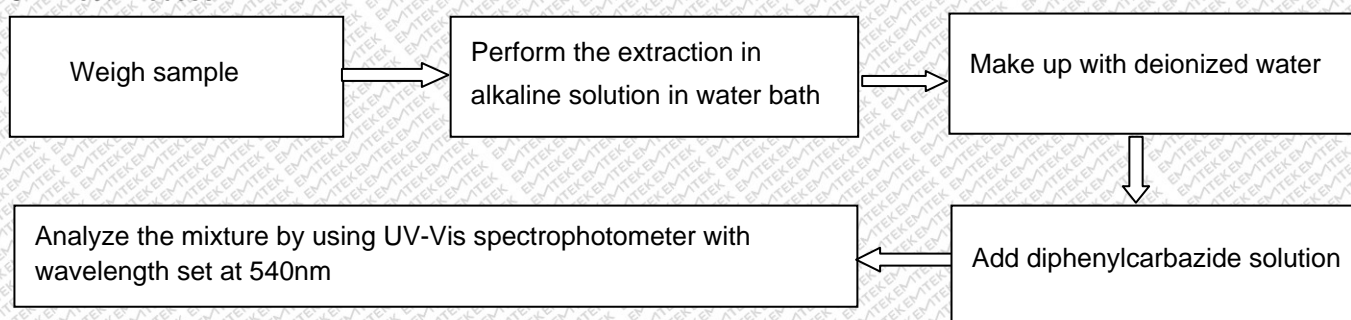 Weigh sample
Perform the extraction in
alkaline solution in water bath
Make up with deionized water
Add diphenylcarbazide solution
Analyze the mixture by using UV-Vis spectrophotometer with
wavelength set at 540nm